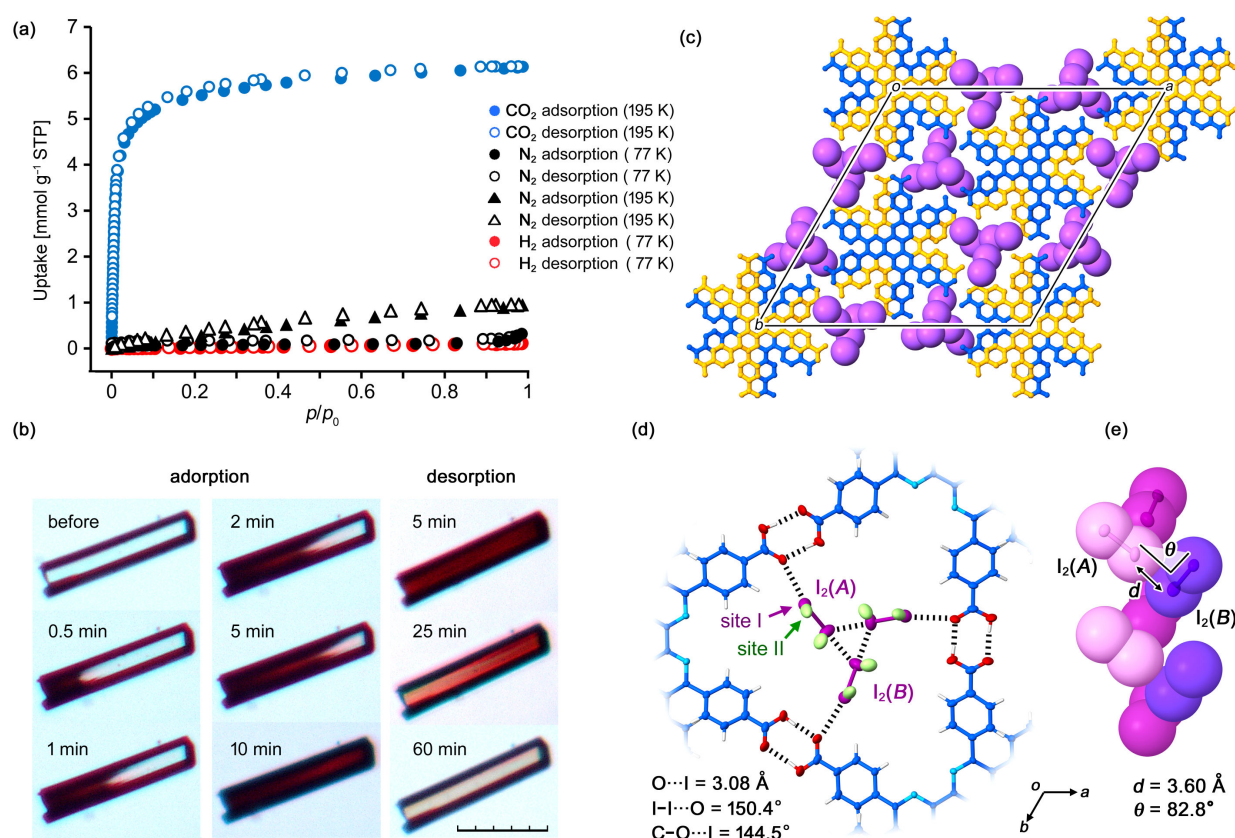 (a)
Uptake [mmol g⁻¹ STP]
7
6
5
4
3
2
1
0
0
0.2
0.4
0.6
0.8
1
p/p₀
CO₂ adsorption (195 K)
CO₂ desorption (195 K)
N₂ adsorption ( 77 K)
N₂ desorption ( 77 K)
N₂ adsorption (195 K)
N₂ desorption (195 K)
H₂ adsorption ( 77 K)
H₂ desorption ( 77 K)
(c)
o
a
b
(b)
adorption
desorption
before
2 min
5 min
0.5 min
5 min
25 min
1 min
10 min
60 min
(d)
I₂(A)
site I
site II
I₂(B)
O···I = 3.08 Å
I–I···O = 150.4°
C–O···I = 144.5°
o
a
b
(e)
θ
I₂(A)
d
I₂(B)
d = 3.60 Å
θ = 82.8°